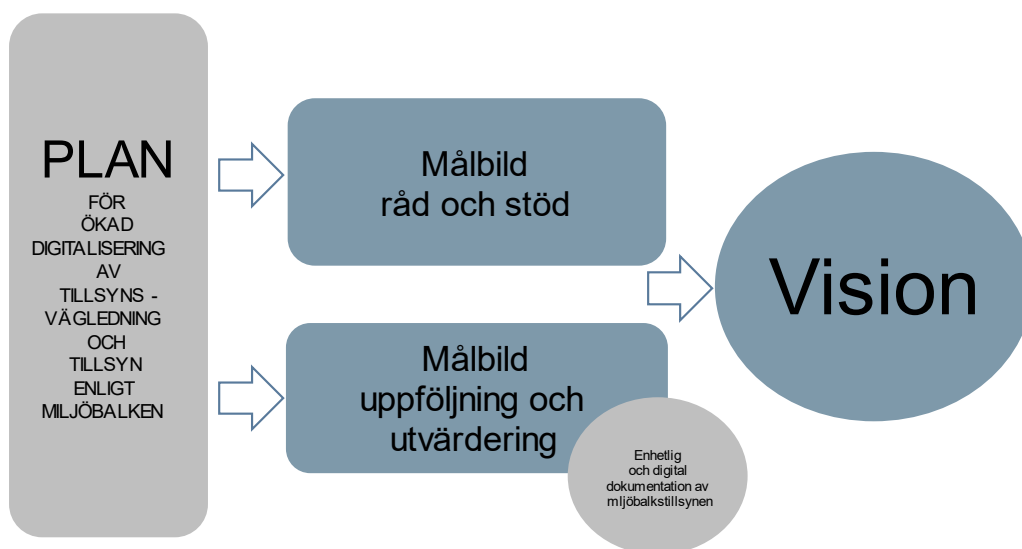 PLAN
FÖR
ÖKAD
DIGITALISERING
AV
TILLSYNS -
VÄGLEDNING
OCH
TILLSYN
ENLIGT
MILJÖBALKEN
Målbild
råd och stöd
Målbild
uppföljning och
utvärdering
Enhetlig
och digital
dokumentation av
mljöbalkstillsynen
Vision